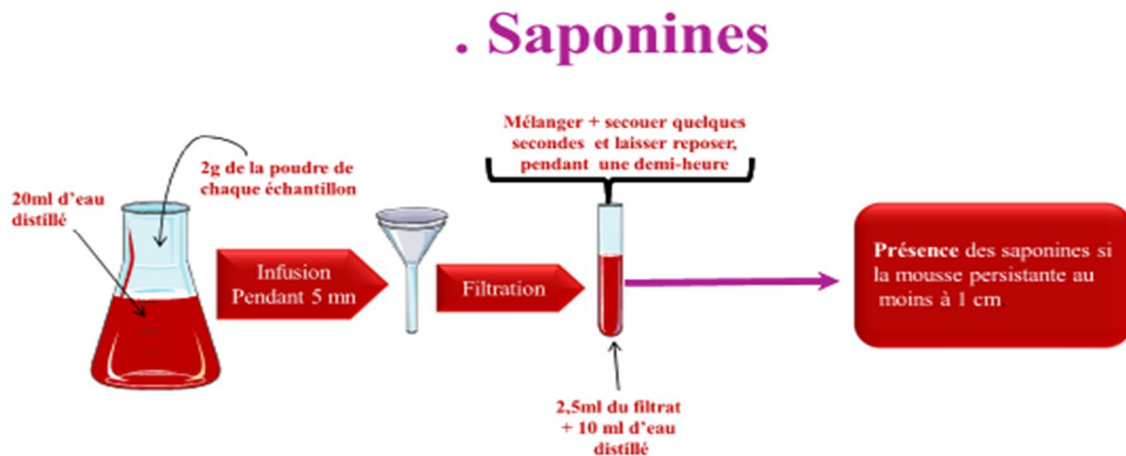 . Saponines
Mélanger + secouer quelques
secondes et laisser reposer,
pendant une demi-heure
2g de la poudre de
chaque échantillon
20ml d’eau
distillé
Infusion
Pendant 5 mn
Filtration
Présence des saponines si
la mousse persistante au
moins à 1 cm.
2,5ml du filtrat
+ 10 ml d’eau
distillé